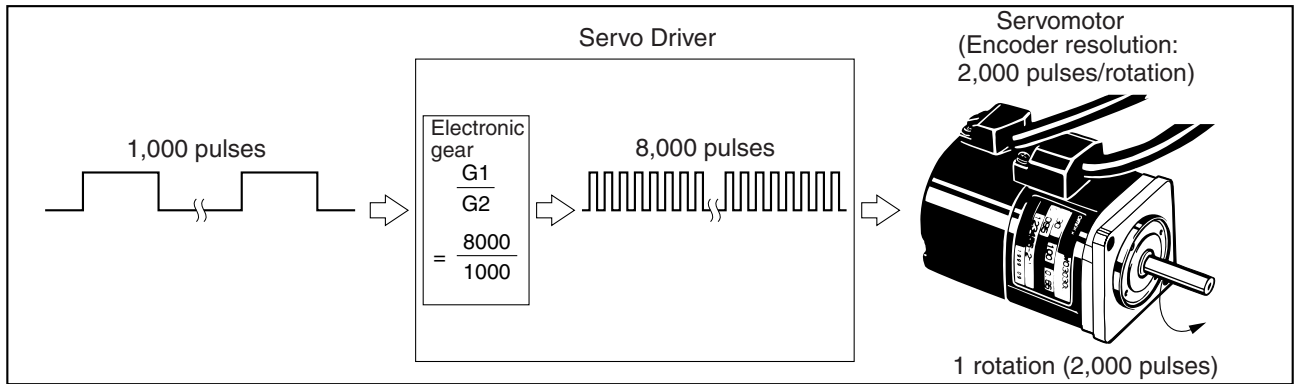 Servo Driver
Servomotor
(Encoder resolution:
2,000 pulses/rotation)
1,000 pulses
Electronic
gear
G1
G2
= 8000
1000
8,000 pulses
1 rotation (2,000 pulses)